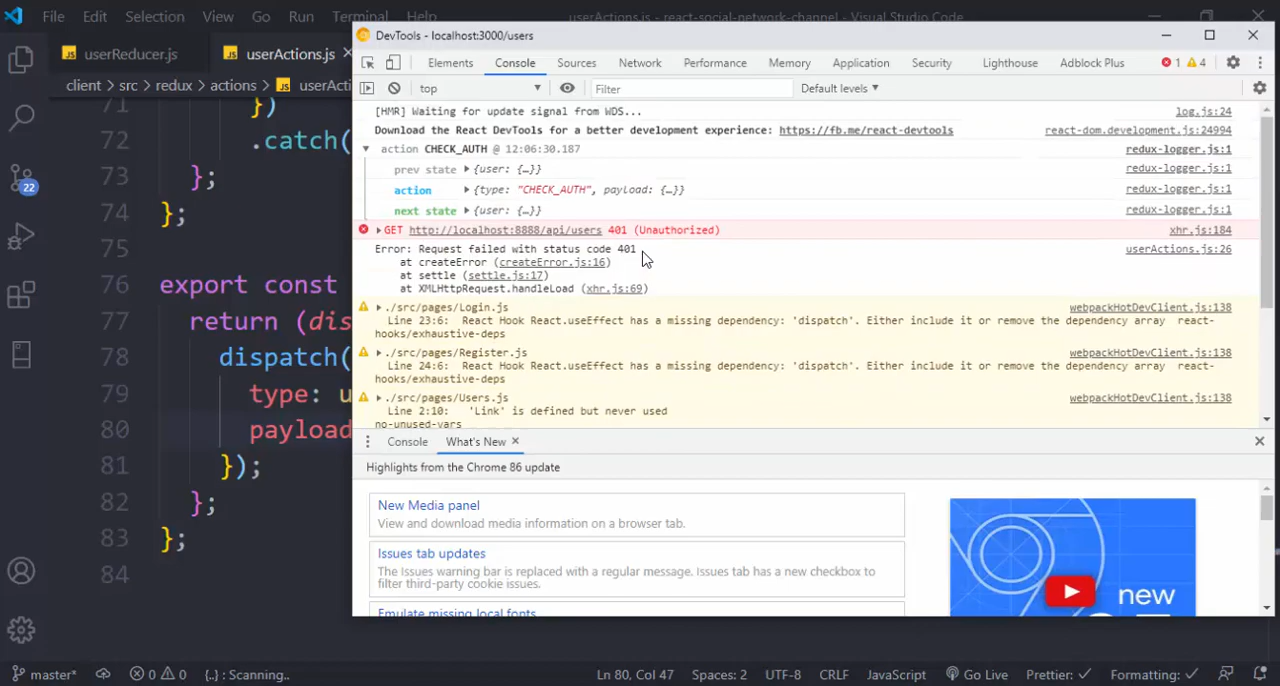 File Edit Selection View Go Run Terminal Help userActions.js - react-social-network-channel - Visual Studio Code
JS userReducer.js JS userActions.js ×
client > src > redux > actions > JS userActi
71 })
72 .catch(
73 };
74 };
75
76 export const
77 return (dis
78 dispatch(
79 type: u
80 payload
81 });
82 };
83 };
84
22
DevTools - localhost:3000/users
Elements Console Sources Network Performance Memory Application Security Lighthouse Adblock Plus 1 4
top Filter Default levels
[HMR] Waiting for update signal from WDS... log.js:24
Download the React DevTools for a better development experience: https://fb.me/react-devtools react-dom.development.js:24994
action CHECK_AUTH @ 12:06:30.187 redux-logger.js:1
prev state {user: {…}} redux-logger.js:1
action {type: "CHECK_AUTH", payload: {…}} redux-logger.js:1
next state {user: {…}} redux-logger.js:1
GET http://localhost:8888/api/users 401 (Unauthorized) xhr.js:184
Error: Request failed with status code 401 userActions.js:26
at createError (createError.js:16)
at settle (settle.js:17)
at XMLHttpRequest.handleLoad (xhr.js:69)
./src/pages/Login.js webpackHotDevClient.js:138
Line 23:6: React Hook React.useEffect has a missing dependency: 'dispatch'. Either include it or remove the dependency array react-
hooks/exhaustive-deps
./src/pages/Register.js webpackHotDevClient.js:138
Line 24:6: React Hook React.useEffect has a missing dependency: 'dispatch'. Either include it or remove the dependency array react-
hooks/exhaustive-deps
./src/pages/Users.js webpackHotDevClient.js:138
Line 2:10: 'Link' is defined but never used
no-unused-vars
Console What's New ×
Highlights from the Chrome 86 update
New Media panel
View and download media information on a browser tab.
Issues tab updates
The Issues warning bar is replaced with a regular message. Issues tab has a new checkbox to
filter third-party cookie issues.
Emulate missing local fonts
new
master* 0 0 {..} : Scanning.. Ln 80, Col 47 Spaces: 2 UTF-8 CRLF JavaScript Go Live Prettier: ✓ Formatting: ✓